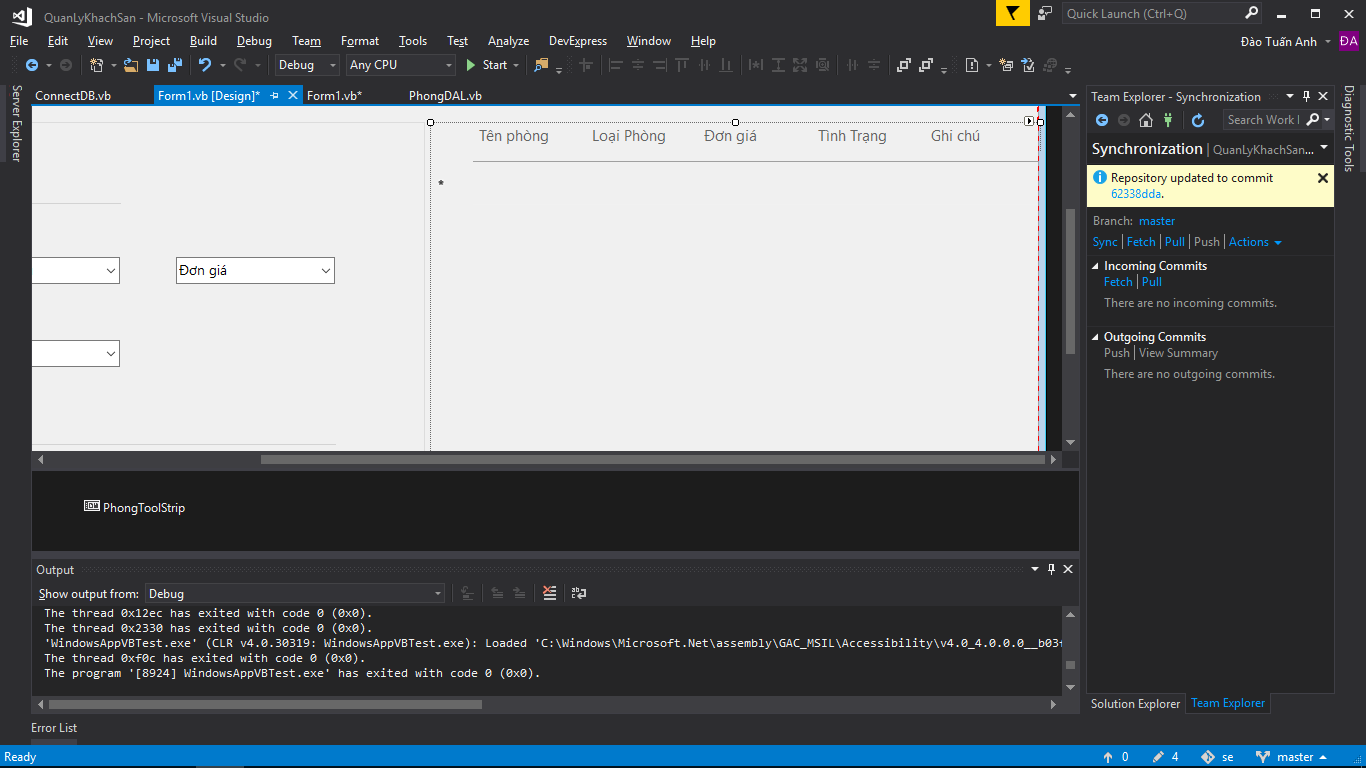 QuanLyKhachSan - Microsoft Visual Studio
Quick Launch (Ctrl+Q)
File Edit View Project Build Debug Team Format Tools Test Analyze DevExpress Window Help
Đào Tuấn Anh ĐA
Debug Any CPU Start
Server Explorer
ConnectDB.vb Form1.vb [Design]* Form1.vb* PhongDAL.vb
Tên phòng Loại Phòng Đơn giá Tình Trạng Ghi chú
*
Đơn giá
PhongToolStrip
Output
Show output from: Debug
The thread 0x12ec has exited with code 0 (0x0).
The thread 0x2330 has exited with code 0 (0x0).
'WindowsAppVBTest.exe' (CLR v4.0.30319: WindowsAppVBTest.exe): Loaded 'C:\Windows\Microsoft.Net\assembly\GAC_MSIL\Accessibility\v4.0_4.0.0.0__b03
The thread 0xf0c has exited with code 0 (0x0).
The program '[8924] WindowsAppVBTest.exe' has exited with code 0 (0x0).
Error List
Team Explorer - Synchronization
Search Work I
Synchronization | QuanLyKhachSan...
Repository updated to commit
62338dda.
Branch: master
Sync | Fetch | Pull | Push | Actions
Incoming Commits
Fetch | Pull
There are no incoming commits.
Outgoing Commits
Push | View Summary
There are no outgoing commits.
Solution Explorer Team Explorer
Diagnostic Tools
Ready 0 4 se master